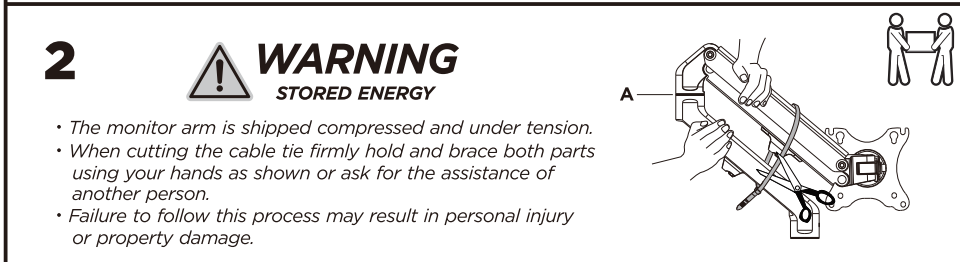 2
WARNING
STORED ENERGY
• The monitor arm is shipped compressed and under tension.
• When cutting the cable tie firmly hold and brace both parts
using your hands as shown or ask for the assistance of
another person.
• Failure to follow this process may result in personal injury
or property damage.
A